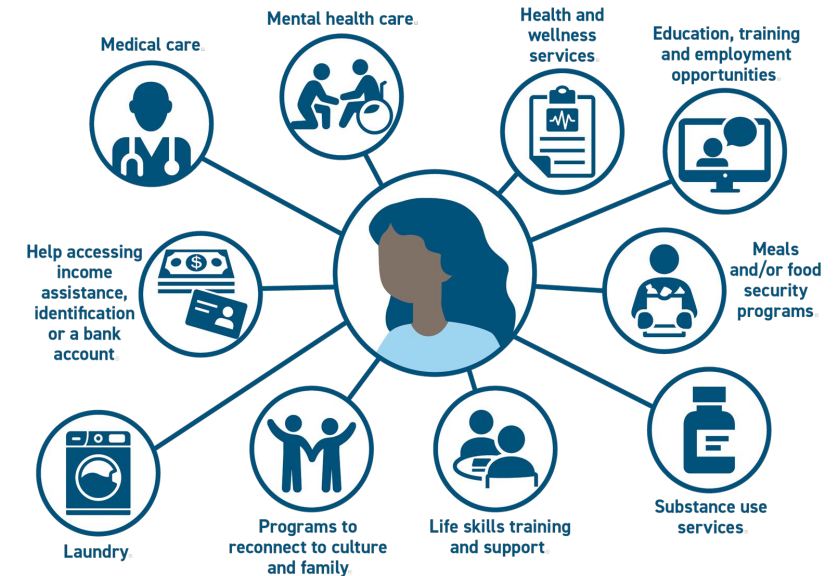 Medical care
Mental health care
Health and
wellness
services
Education, training
and employment
opportunities
Help accessing
income
assistance,
identification
or a bank
account
$
Meals
and/or food
security
programs
Laundry
Programs to
reconnect to culture
and family
Life skills training
and support
Substance use
services